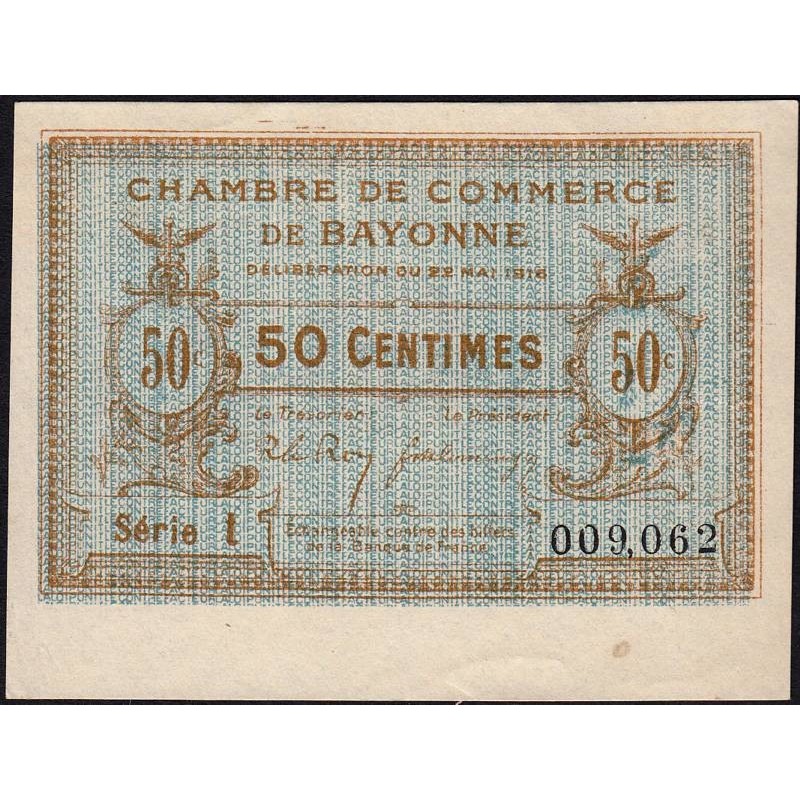 CHAMBRE DE COMMERCE
DE BAYONNE
DÉLIBÉRATION DU 22 MAI 1916
50c 50 CENTIMES 50c
Le Trésorier Le Président
Série I
Échangeable contre des billets
de la Banque de France
009,062